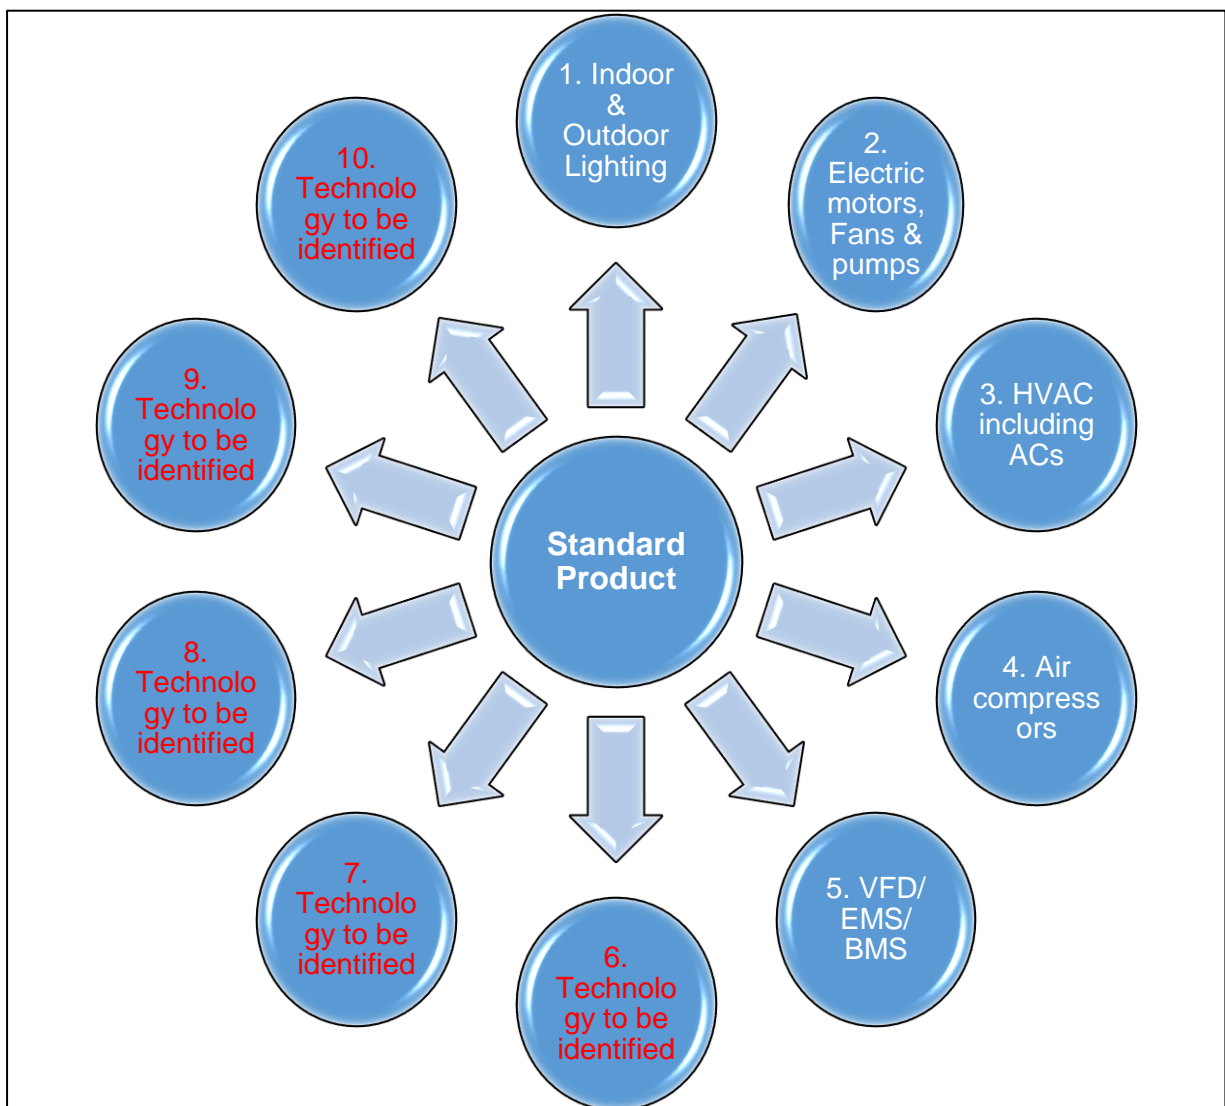 1. Indoor
&
Outdoor
Lighting
2.
Electric
motors,
Fans &
pumps
3. HVAC
including
ACs
4. Air
compress
ors
5. VFD/
EMS/
BMS
6.
Technolo
gy to be
identified
7.
Technolo
gy to be
identified
8.
Technolo
gy to be
identified
9.
Technolo
gy to be
identified
10.
Technolo
gy to be
identified
Standard
Product